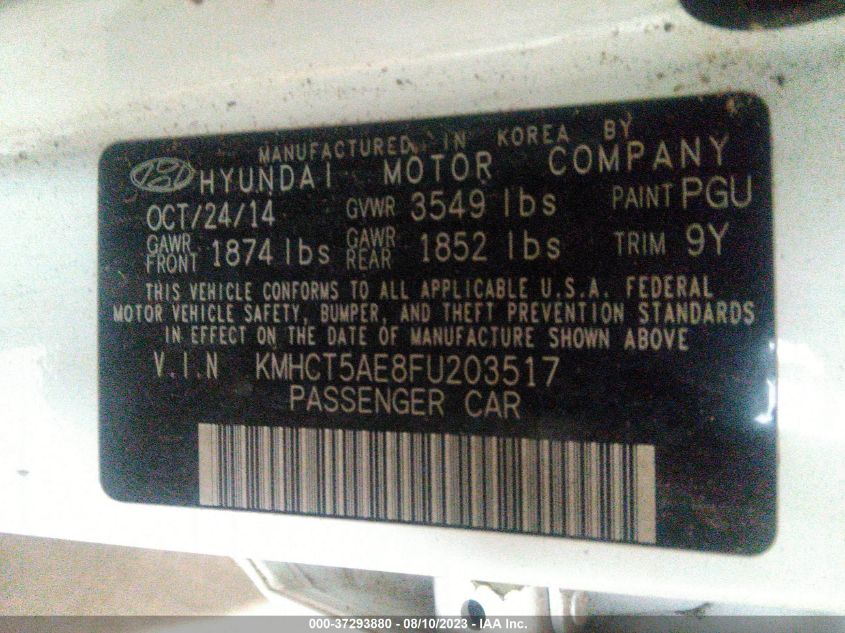 MANUFACTURED IN KOREA BY
HYUNDAI MOTOR COMPANY
OCT/24/14 GVWR 3549 lbs PAINT PGU
GAWR FRONT 1874 lbs GAWR REAR 1852 lbs TRIM 9Y
THIS VEHICLE CONFORMS TO ALL APPLICABLE U.S.A. FEDERAL
MOTOR VEHICLE SAFETY, BUMPER, AND THEFT PREVENTION STANDARDS
IN EFFECT ON THE DATE OF MANUFACTURE SHOWN ABOVE
V.I.N KMHCT5AE8FU203517
PASSENGER CAR
000-37293880 - 08/10/2023 - IAA Inc.